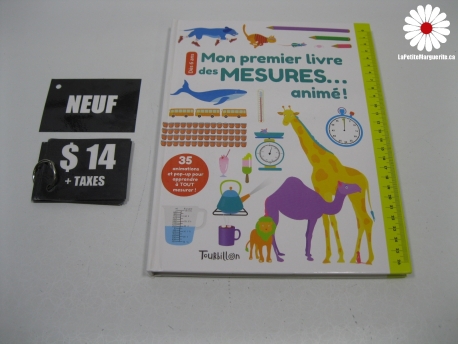 LaPetiteMarguerite.ca
NEUF
$ 14
+ TAXES
Dès 5 ans
Mon premier livre
des MESURES...
animé!
35
animations
et pop-up pour
apprendre
à TOUT
mesurer!
Tourbillon